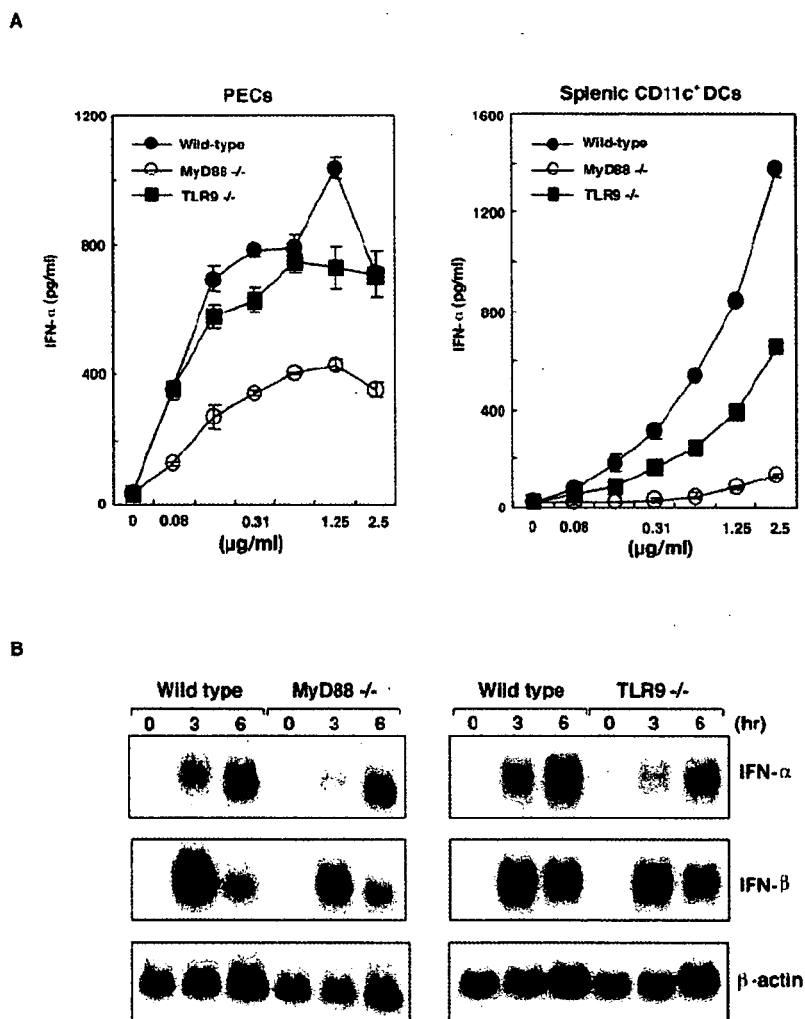 A
PECs
Splenic CD11c+ DCs
1200
800
400
0
IFN-α (pg/ml)
Wild-type
MyD88 -/-
TLR9 -/-
0 0.08 0.31 1.25 2.5
(μg/ml)
1600
1200
800
400
0
IFN-α (pg/ml)
Wild-type
MyD88 -/-
TLR9 -/-
0 0.08 0.31 1.25 2.5
(μg/ml)
B
Wild type MyD88 -/- Wild type TLR9 -/-
0 3 6 0 3 6 0 3 6 0 3 6 (hr)
IFN-α
IFN-β
β-actin